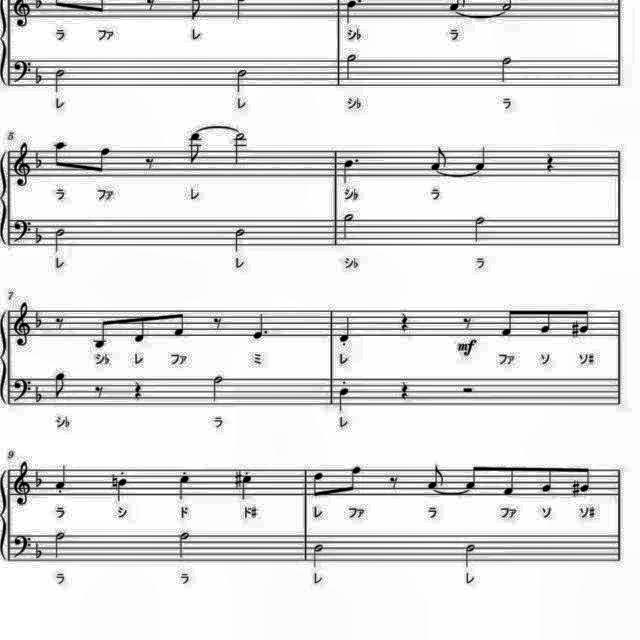 ラ ファ レ シ♭ ラ
レ レ シ♭ ラ
5
ラ ファ レ シ♭ ラ
レ レ シ♭ ラ
7
mf
シ♭ レ ファ ミ レ ファ ソ ソ♯
シ♭ ラ レ
9
ラ シ ド ド♯ レ ファ ラ ファ ソ ソ♯
ラ ラ レ レ